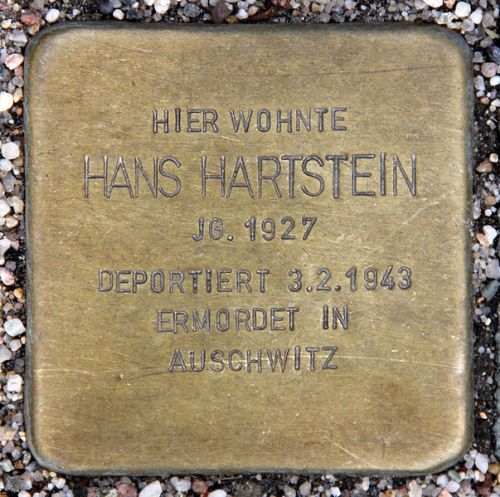 HIER WOHNTE
HANS HARTSTEIN
JG. 1927
DEPORTIERT 3.2.1943
ERMORDET IN
AUSCHWITZ